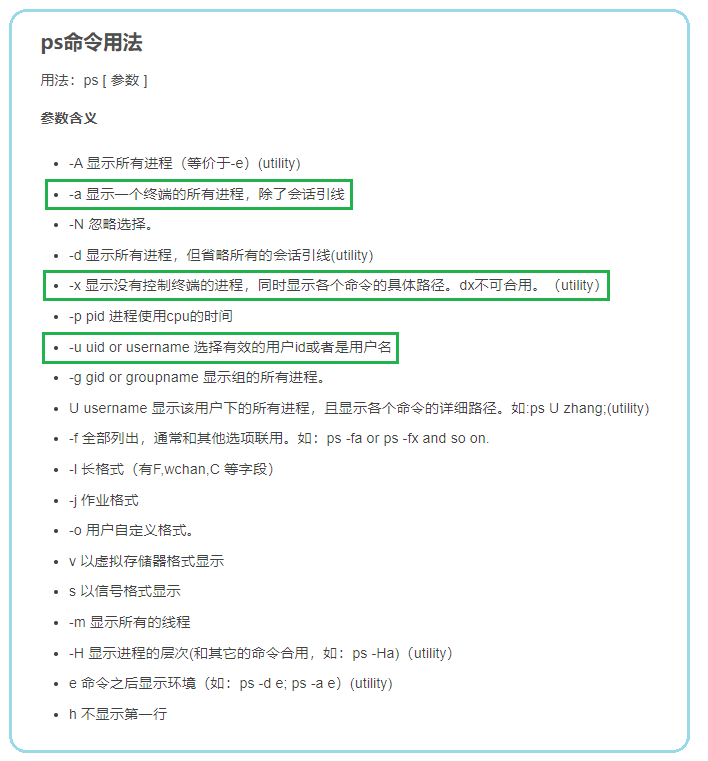 ps命令用法
用法：ps [ 参数 ]
参数含义
-A 显示所有进程（等价于-e）(utility)
-a 显示一个终端的所有进程，除了会话引线
-N 忽略选择。
-d 显示所有进程，但省略所有的会话引线(utility)
-x 显示没有控制终端的进程，同时显示各个命令的具体路径。dx不可合用。（utility）
-p pid 进程使用cpu的时间
-u uid or username 选择有效的用户id或者是用户名
-g gid or groupname 显示组的所有进程。
U username 显示该用户下的所有进程，且显示各个命令的详细路径。如:ps U zhang;(utility)
-f 全部列出，通常和其他选项联用。如：ps -fa or ps -fx and so on.
-l 长格式（有F,wchan,C 等字段）
-j 作业格式
-o 用户自定义格式。
v 以虚拟存储器格式显示
s 以信号格式显示
-m 显示所有的线程
-H 显示进程的层次(和其它的命令合用，如：ps -Ha)（utility）
e 命令之后显示环境（如：ps -d e; ps -a e）(utility)
h 不显示第一行